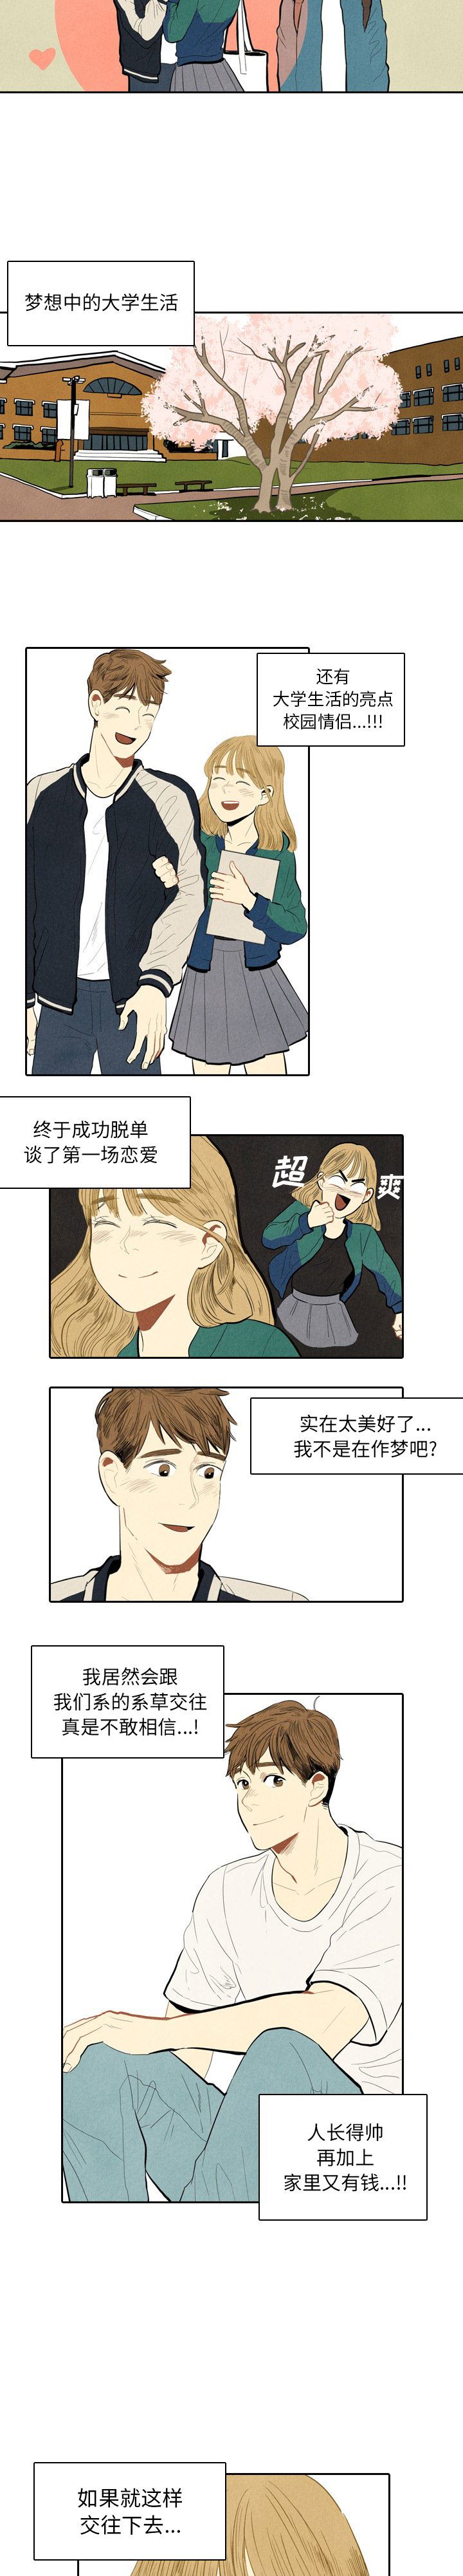 梦想中的大学生活
还有
大学生活的亮点
校园情侣...!!!
终于成功脱单
谈了第一场恋爱
超
爽
实在太美好了...
我不是在作梦吧?
我居然会跟
我们系的系草交往
真是不敢相信...!
人长得帅
再加上
家里又有钱...!!
如果就这样
交往下去...